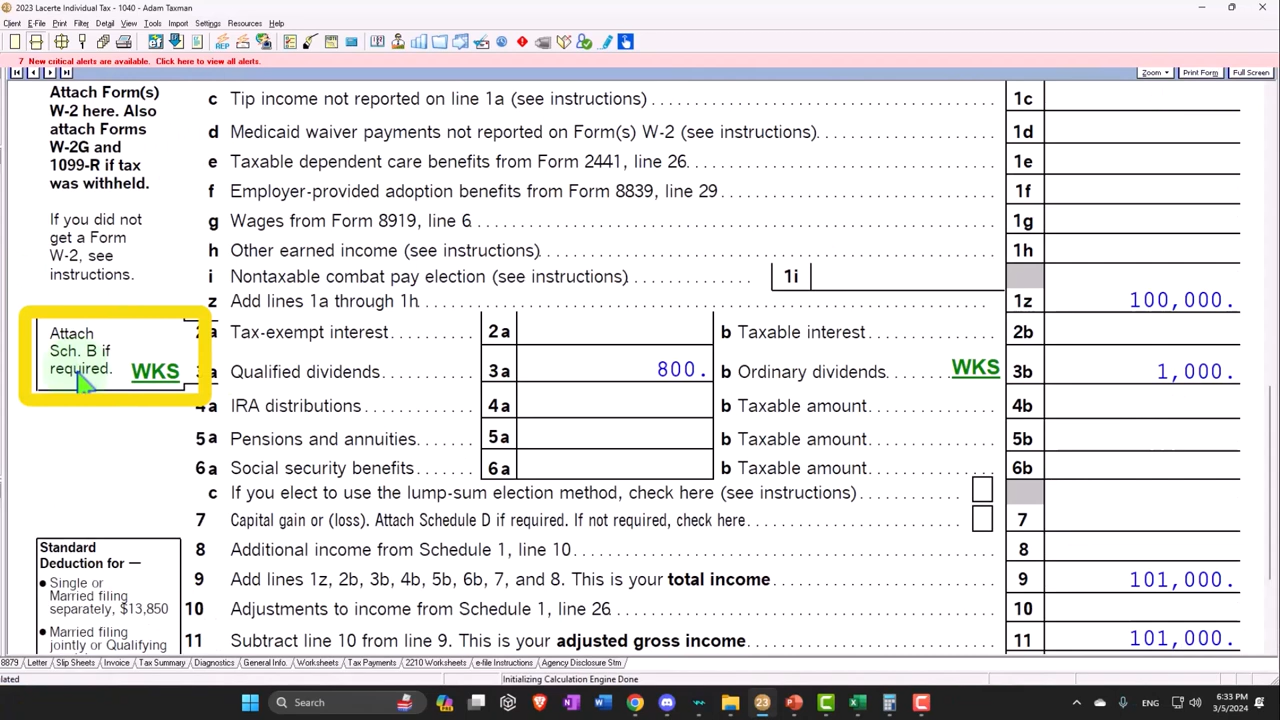 2023 Lacerte Individual Tax - 1040 - Adam Taxman
Client E-File Print Filter Detail View Tools Import Settings Resources Help
REP
7 New critical alerts are available. Click here to view all alerts.
Zoom Print Form Full Screen
Attach Form(s)
W-2 here. Also
attach Forms
W-2G and
1099-R if tax
was withheld.
If you did not
get a Form
W-2, see
instructions.
c Tip income not reported on line 1a (see instructions) 1c
d Medicaid waiver payments not reported on Form(s) W-2 (see instructions) 1d
e Taxable dependent care benefits from Form 2441, line 26 1e
f Employer-provided adoption benefits from Form 8839, line 29 1f
g Wages from Form 8919, line 6 1g
h Other earned income (see instructions) 1h
i Nontaxable combat pay election (see instructions) 1i
z Add lines 1a through 1h 1z 100,000.
Attach
Sch. B if
required. WKS
2a Tax-exempt interest 2a b Taxable interest 2b
3a Qualified dividends 3a 800. b Ordinary dividends WKS 3b 1,000.
4a IRA distributions 4a b Taxable amount 4b
5a Pensions and annuities 5a b Taxable amount 5b
6a Social security benefits 6a b Taxable amount 6b
c If you elect to use the lump-sum election method, check here (see instructions)
7 Capital gain or (loss). Attach Schedule D if required. If not required, check here 7
8 Additional income from Schedule 1, line 10 8
9 Add lines 1z, 2b, 3b, 4b, 5b, 6b, 7, and 8. This is your total income 9 101,000.
10 Adjustments to income from Schedule 1, line 26 10
11 Subtract line 10 from line 9. This is your adjusted gross income 11 101,000.
Standard
Deduction for —
• Single or
Married filing
separately, $13,850
• Married filing
jointly or Qualifying
8879 Letter Slip Sheets Invoice Tax Summary Diagnostics General Info. Worksheets Tax Payments 2210 Worksheets e-file Instructions Agency Disclosure Stm
lated Initializing Calculation Engine Done
Search
23
ENG
6:33 PM
3/5/2024